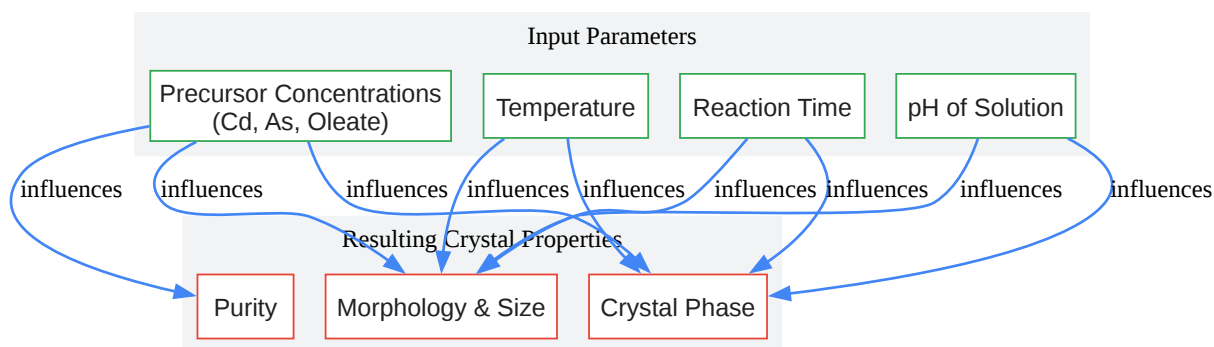 Input Parameters
Precursor Concentrations
(Cd, As, Oleate)
Temperature
Reaction Time
pH of Solution
influences
influences
influences
influences
influences
influences
influences
influences
influences
Resulting Crystal Properties
Purity
Morphology & Size
Crystal Phase